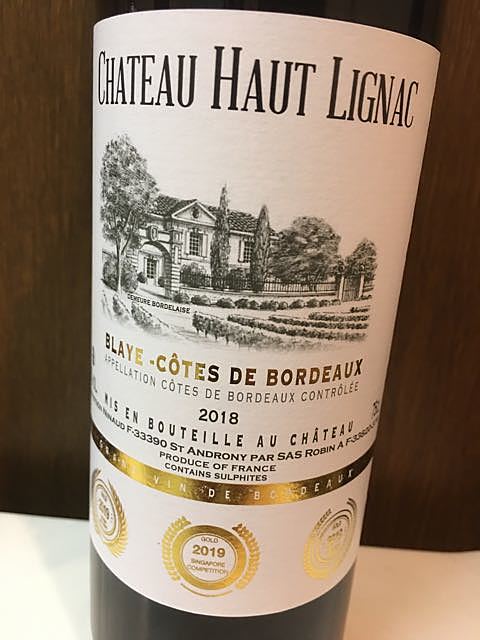 CHATEAU HAUT LIGNAC
DEMEURE BORDELAISE
BLAYE - CÔTES DE BORDEAUX
APPELLATION CÔTES DE BORDEAUX CONTRÔLÉE
2018
MIS EN BOUTEILLE AU CHÂTEAU
F-33390 ST ANDRONY PAR SAS ROBIN A
PRODUCE OF FRANCE
CONTAINS SULPHITES
GRAND VIN DE BORDEAUX
GOLD
2019
SINGAPORE
COMPETITION